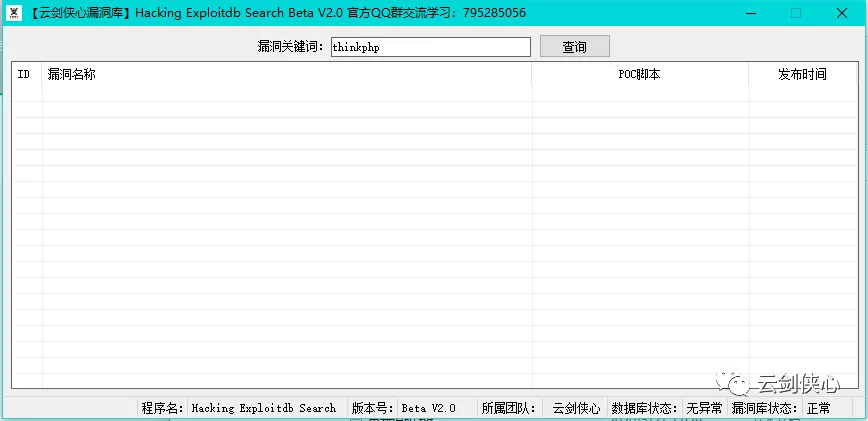 【云剑侠心漏洞库】Hacking Exploitdb Search Beta V2.0 官方QQ群交流学习：795285056
漏洞关键词： thinkphp 查询
ID 漏洞名称 POC脚本 发布时间
云剑侠心
程序名： Hacking Exploitdb Search 版本号： Beta V2.0 所属团队： 云剑侠心 数据库状态： 无异常 漏洞库状态： 正常